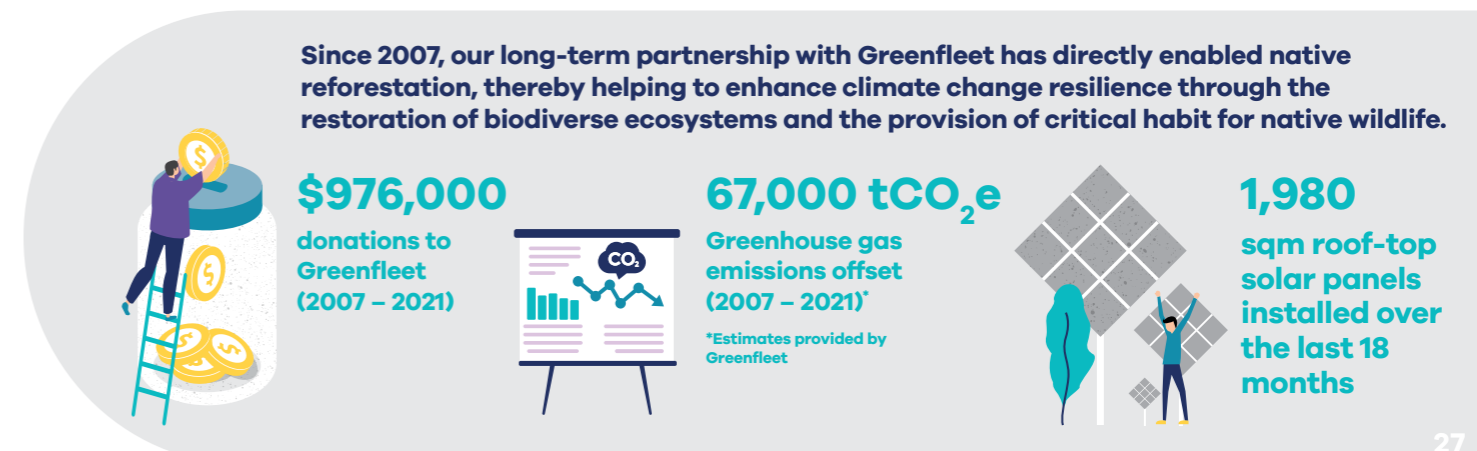 Since 2007, our long-term partnership with Greenfleet has directly enabled native
reforestation, thereby helping to enhance climate change resilience through the
restoration of biodiverse ecosystems and the provision of critical habit for native wildlife.
$976,000
donations to
Greenfleet
(2007 – 2021)
CO₂
67,000 tCO₂e
Greenhouse gas
emissions offset
(2007 – 2021)*
*Estimates provided by
Greenfleet
1,980
sqm roof-top
solar panels
installed over
the last 18
months
27